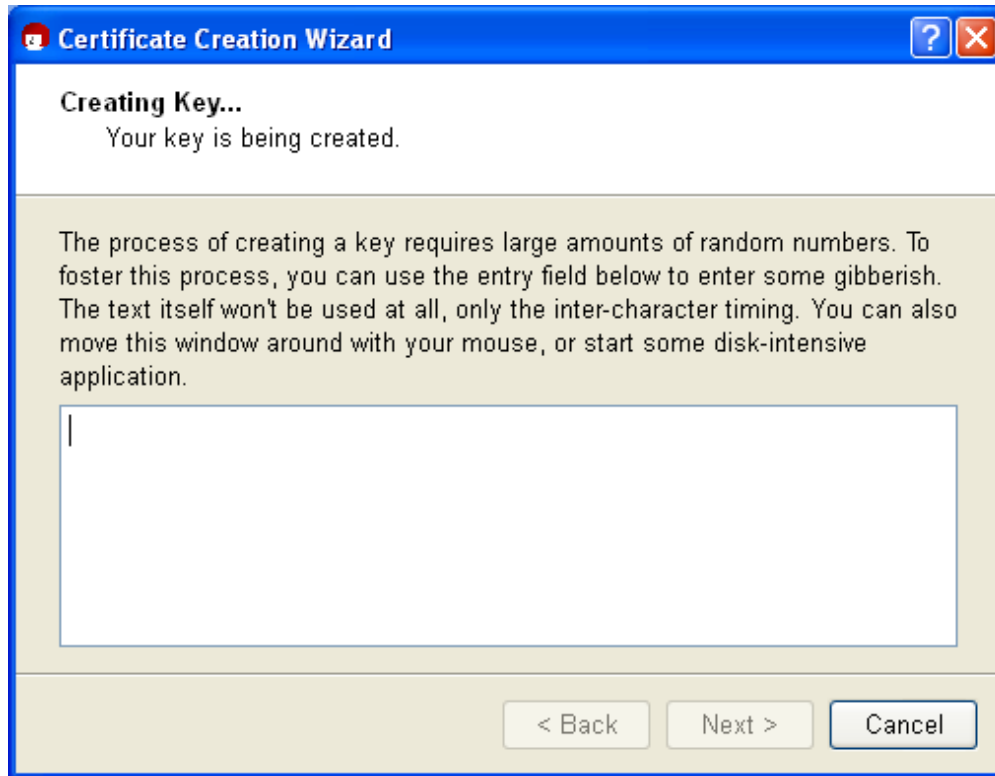 Certificate Creation Wizard
Creating Key...
Your key is being created.
The process of creating a key requires large amounts of random numbers. To
foster this process, you can use the entry field below to enter some gibberish.
The text itself won't be used at all, only the inter-character timing. You can also
move this window around with your mouse, or start some disk-intensive
application.
< Back Next > Cancel